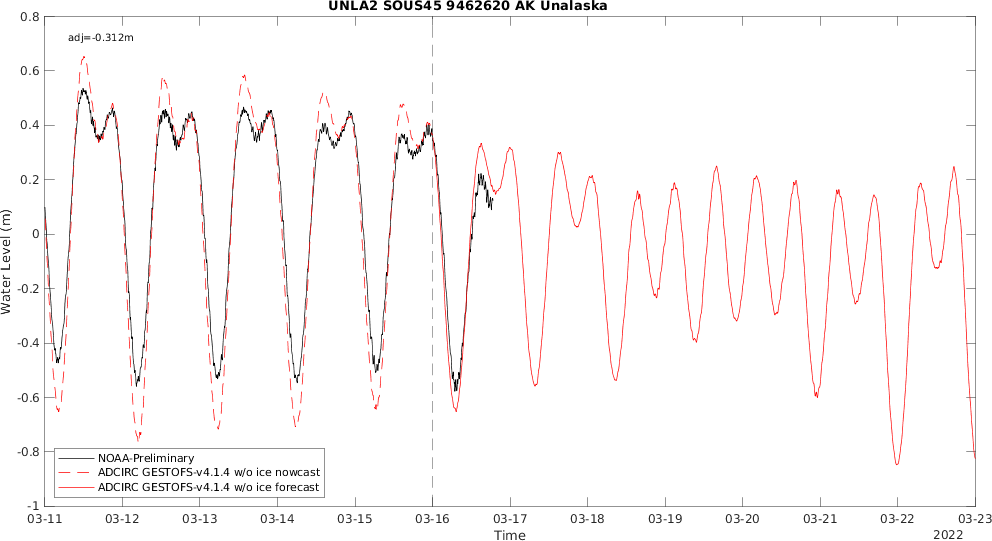 UNLA2 SOUS45 9462620 AK Unalaska
adj=-0.312m
0.8
0.6
0.4
0.2
0
-0.2
-0.4
-0.6
-0.8
-1
Water Level (m)
NOAA-Preliminary
ADCIRC GESTOFS-v4.1.4 w/o ice nowcast
ADCIRC GESTOFS-v4.1.4 w/o ice forecast
03-11 03-12 03-13 03-14 03-15 03-16 03-17 03-18 03-19 03-20 03-21 03-22 03-23
Time
2022